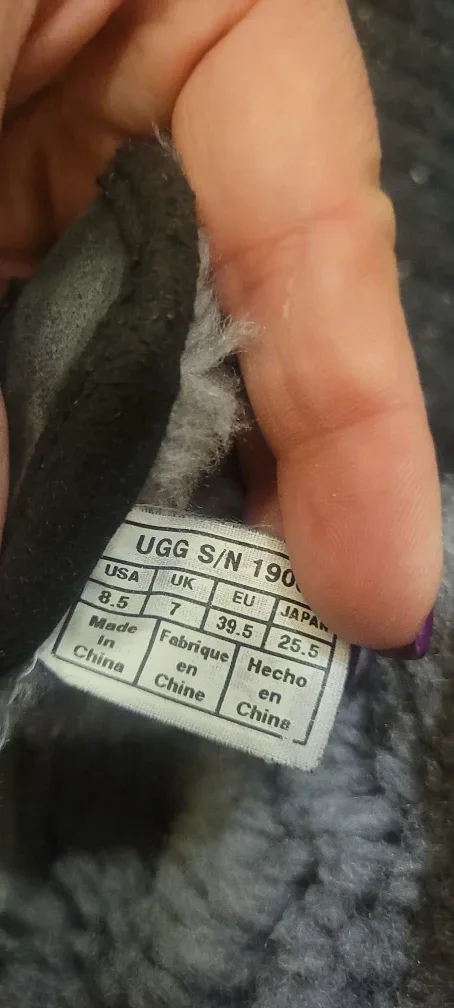 UGG S/N 190
USA UK EU JAPAN
8.5 7 39.5 25.5
Made Fabrique Hecho
in en en
China Chine China